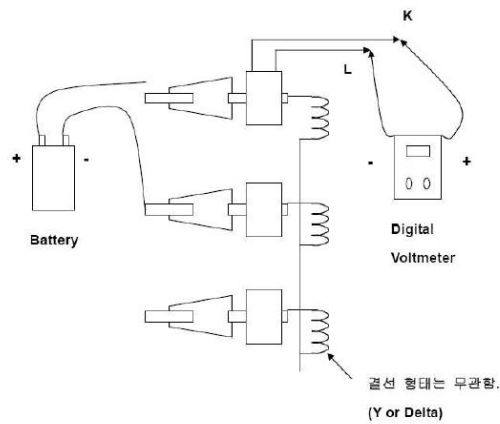 K
L
+
-
-
+
Battery
Digital
Voltmeter
결선 형태는 무관함.
(Y or Delta)